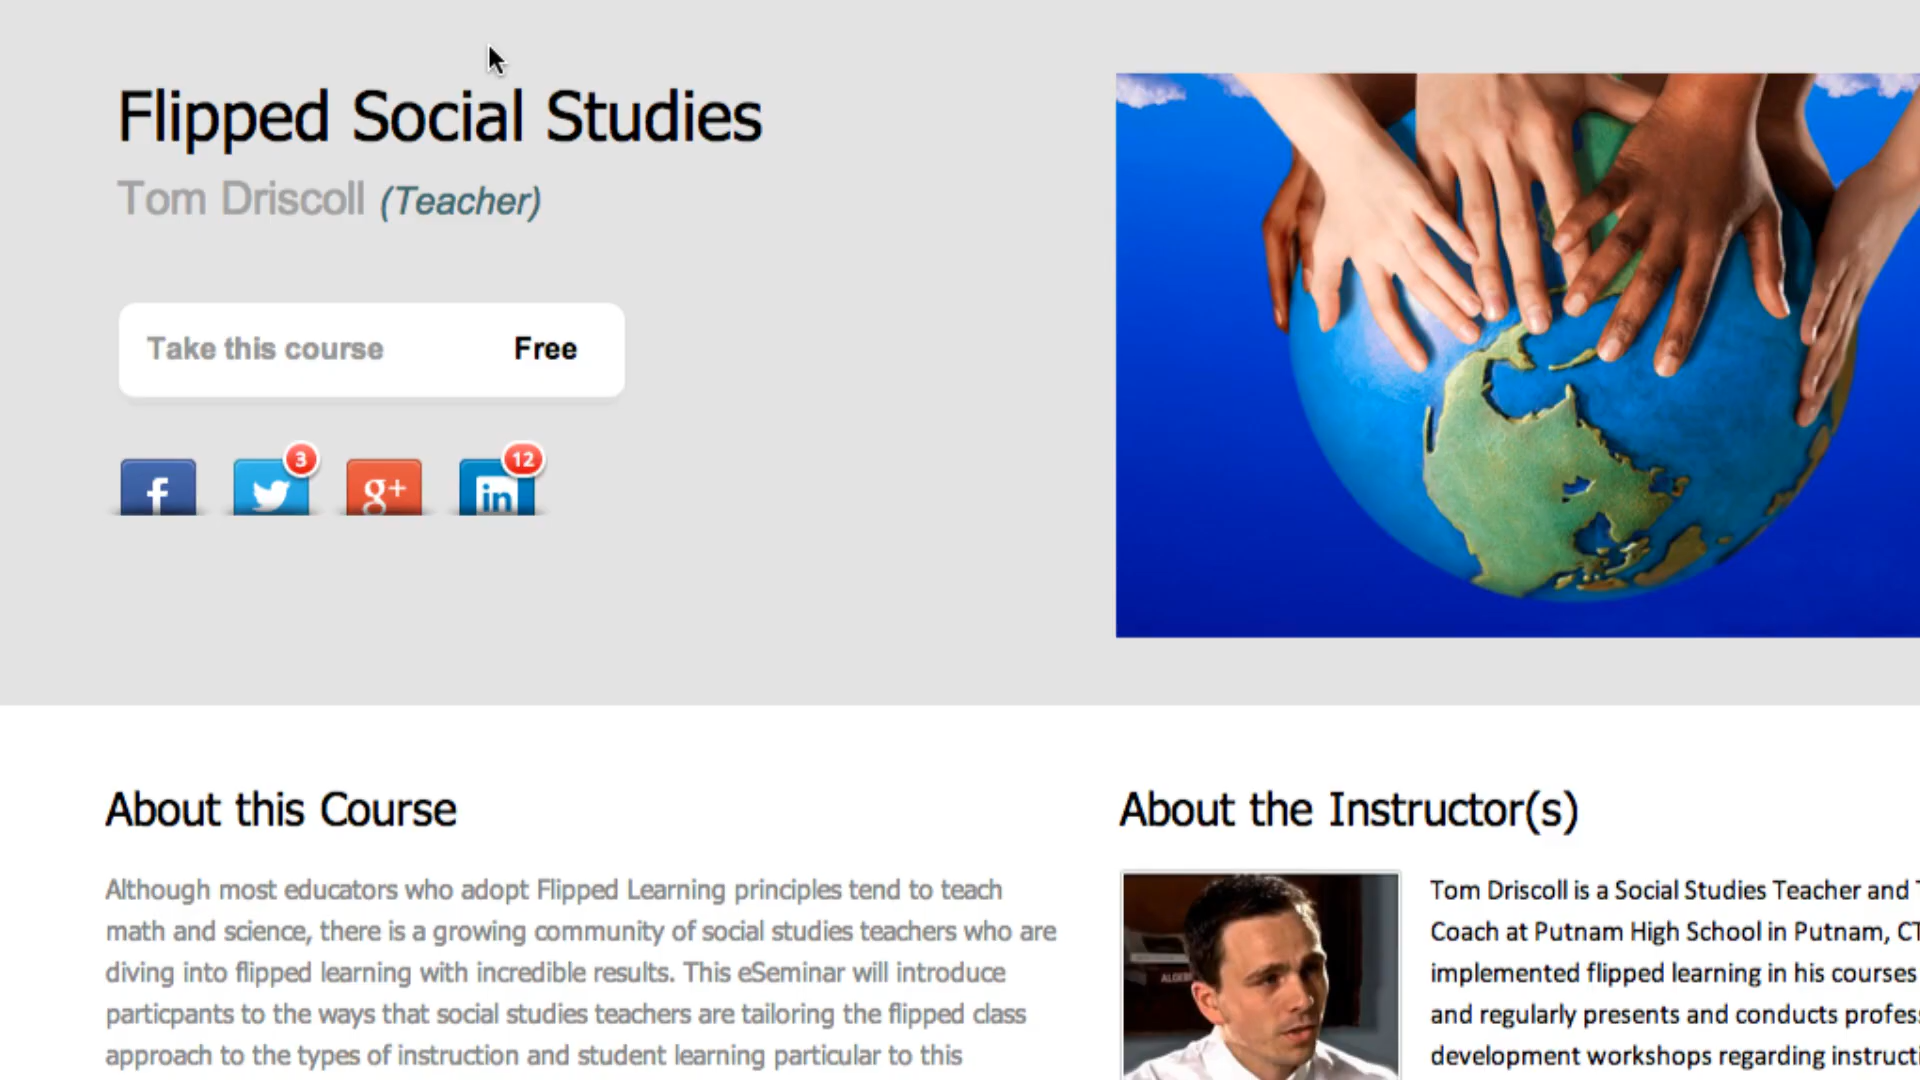 Flipped Social Studies
Tom Driscoll (Teacher)
Take this course Free
f 3 g+ in 12
About this Course
Although most educators who adopt Flipped Learning principles tend to teach
math and science, there is a growing community of social studies teachers who are
diving into flipped learning with incredible results. This eSeminar will introduce
particpants to the ways that social studies teachers are tailoring the flipped class
approach to the types of instruction and student learning particular to this
About the Instructor(s)
Tom Driscoll is a Social Studies Teacher and
Coach at Putnam High School in Putnam, CT
implemented flipped learning in his courses
and regularly presents and conducts profes
development workshops regarding instructi